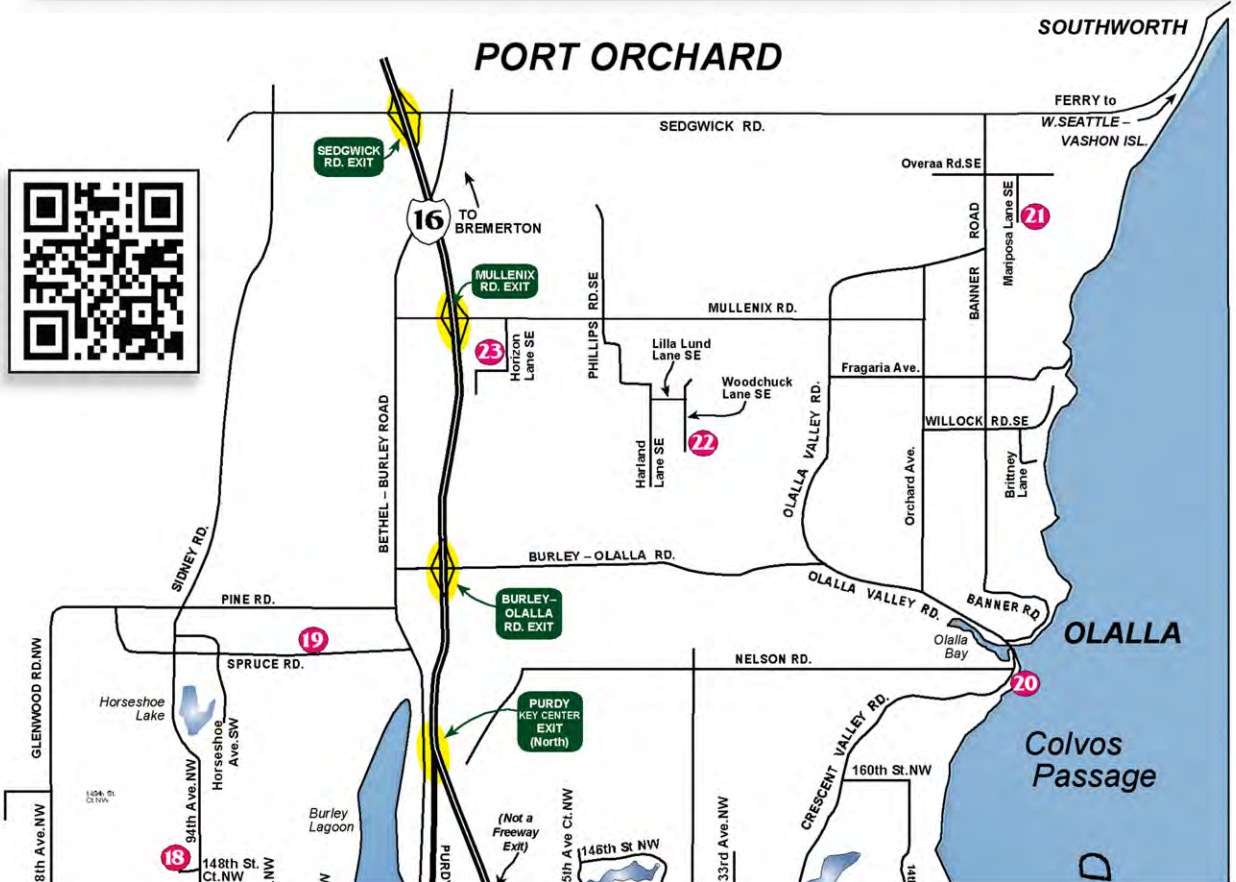 SOUTHWORTH
PORT ORCHARD
FERRY to
W.SEATTLE –
VASHON ISL.
SEDGWICK RD.
SEDGWICK
RD. EXIT
Overaa Rd.SE
Mariposa Lane SE
21
BANNER ROAD
16
TO
BREMERTON
MULLENIX
RD. EXIT
MULLENIX RD.
PHILLIPS RD.SE
23
Horizon
Lane SE
Lilla Lund
Lane SE
Woodchuck
Lane SE
22
Harland
Lane SE
Fragaria Ave.
OLALLA VALLEY RD.
WILLOCK RD.SE
Orchard Ave.
Brittney
Lane
BETHEL – BURLEY ROAD
SIDNEY RD.
BURLEY – OLALLA RD.
BURLEY–
OLALLA
RD. EXIT
OLALLA VALLEY RD.
BANNER RD.
PINE RD.
19
SPRUCE RD.
OLALLA
Olalla
Bay
NELSON RD.
20
GLENWOOD RD.NW
Horseshoe
Lake
Horseshoe
Ave.SW
PURDY
KEY CENTER
EXIT
(North)
CRESCENT VALLEY RD.
Colvos
Passage
160th St.NW
94th Ave.NW
Burley
Lagoon
(Not a
Freeway
Exit)
146th St NW
33rd Ave.NW
18
148th St.
Ct.NW
PURDY